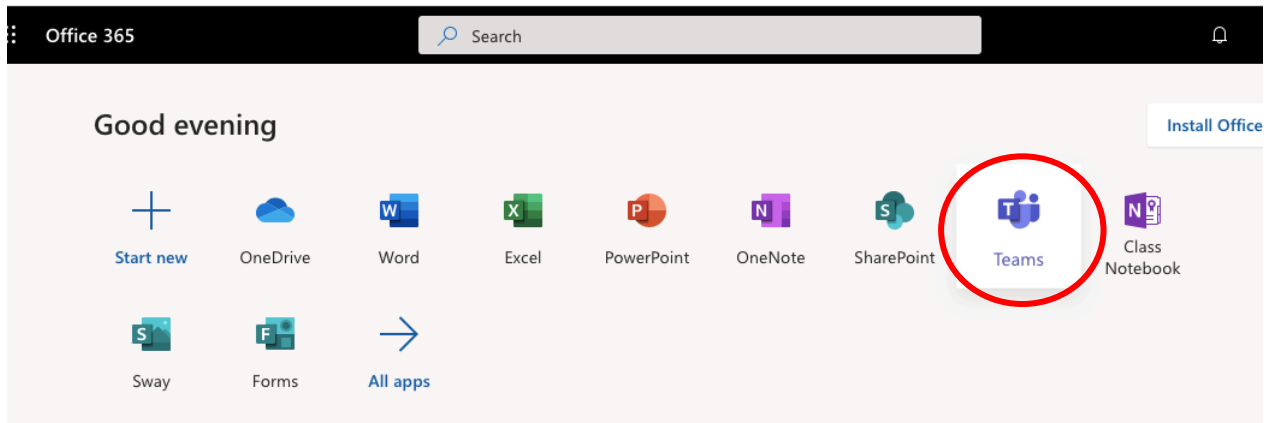 Office 365
Search
Good evening
Install Office
Start new
OneDrive
W
Word
X
Excel
P
PowerPoint
N
OneNote
S
SharePoint
T
Teams
N
Class
Notebook
S
Sway
F
Forms
All apps